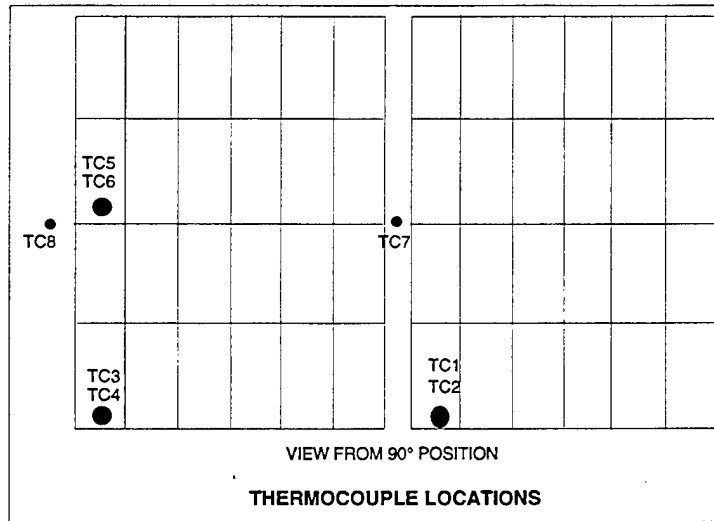 TC5
TC6
TC8
TC7
TC3
TC4
TC1
TC2
VIEW FROM 90° POSITION
THERMOCOUPLE LOCATIONS